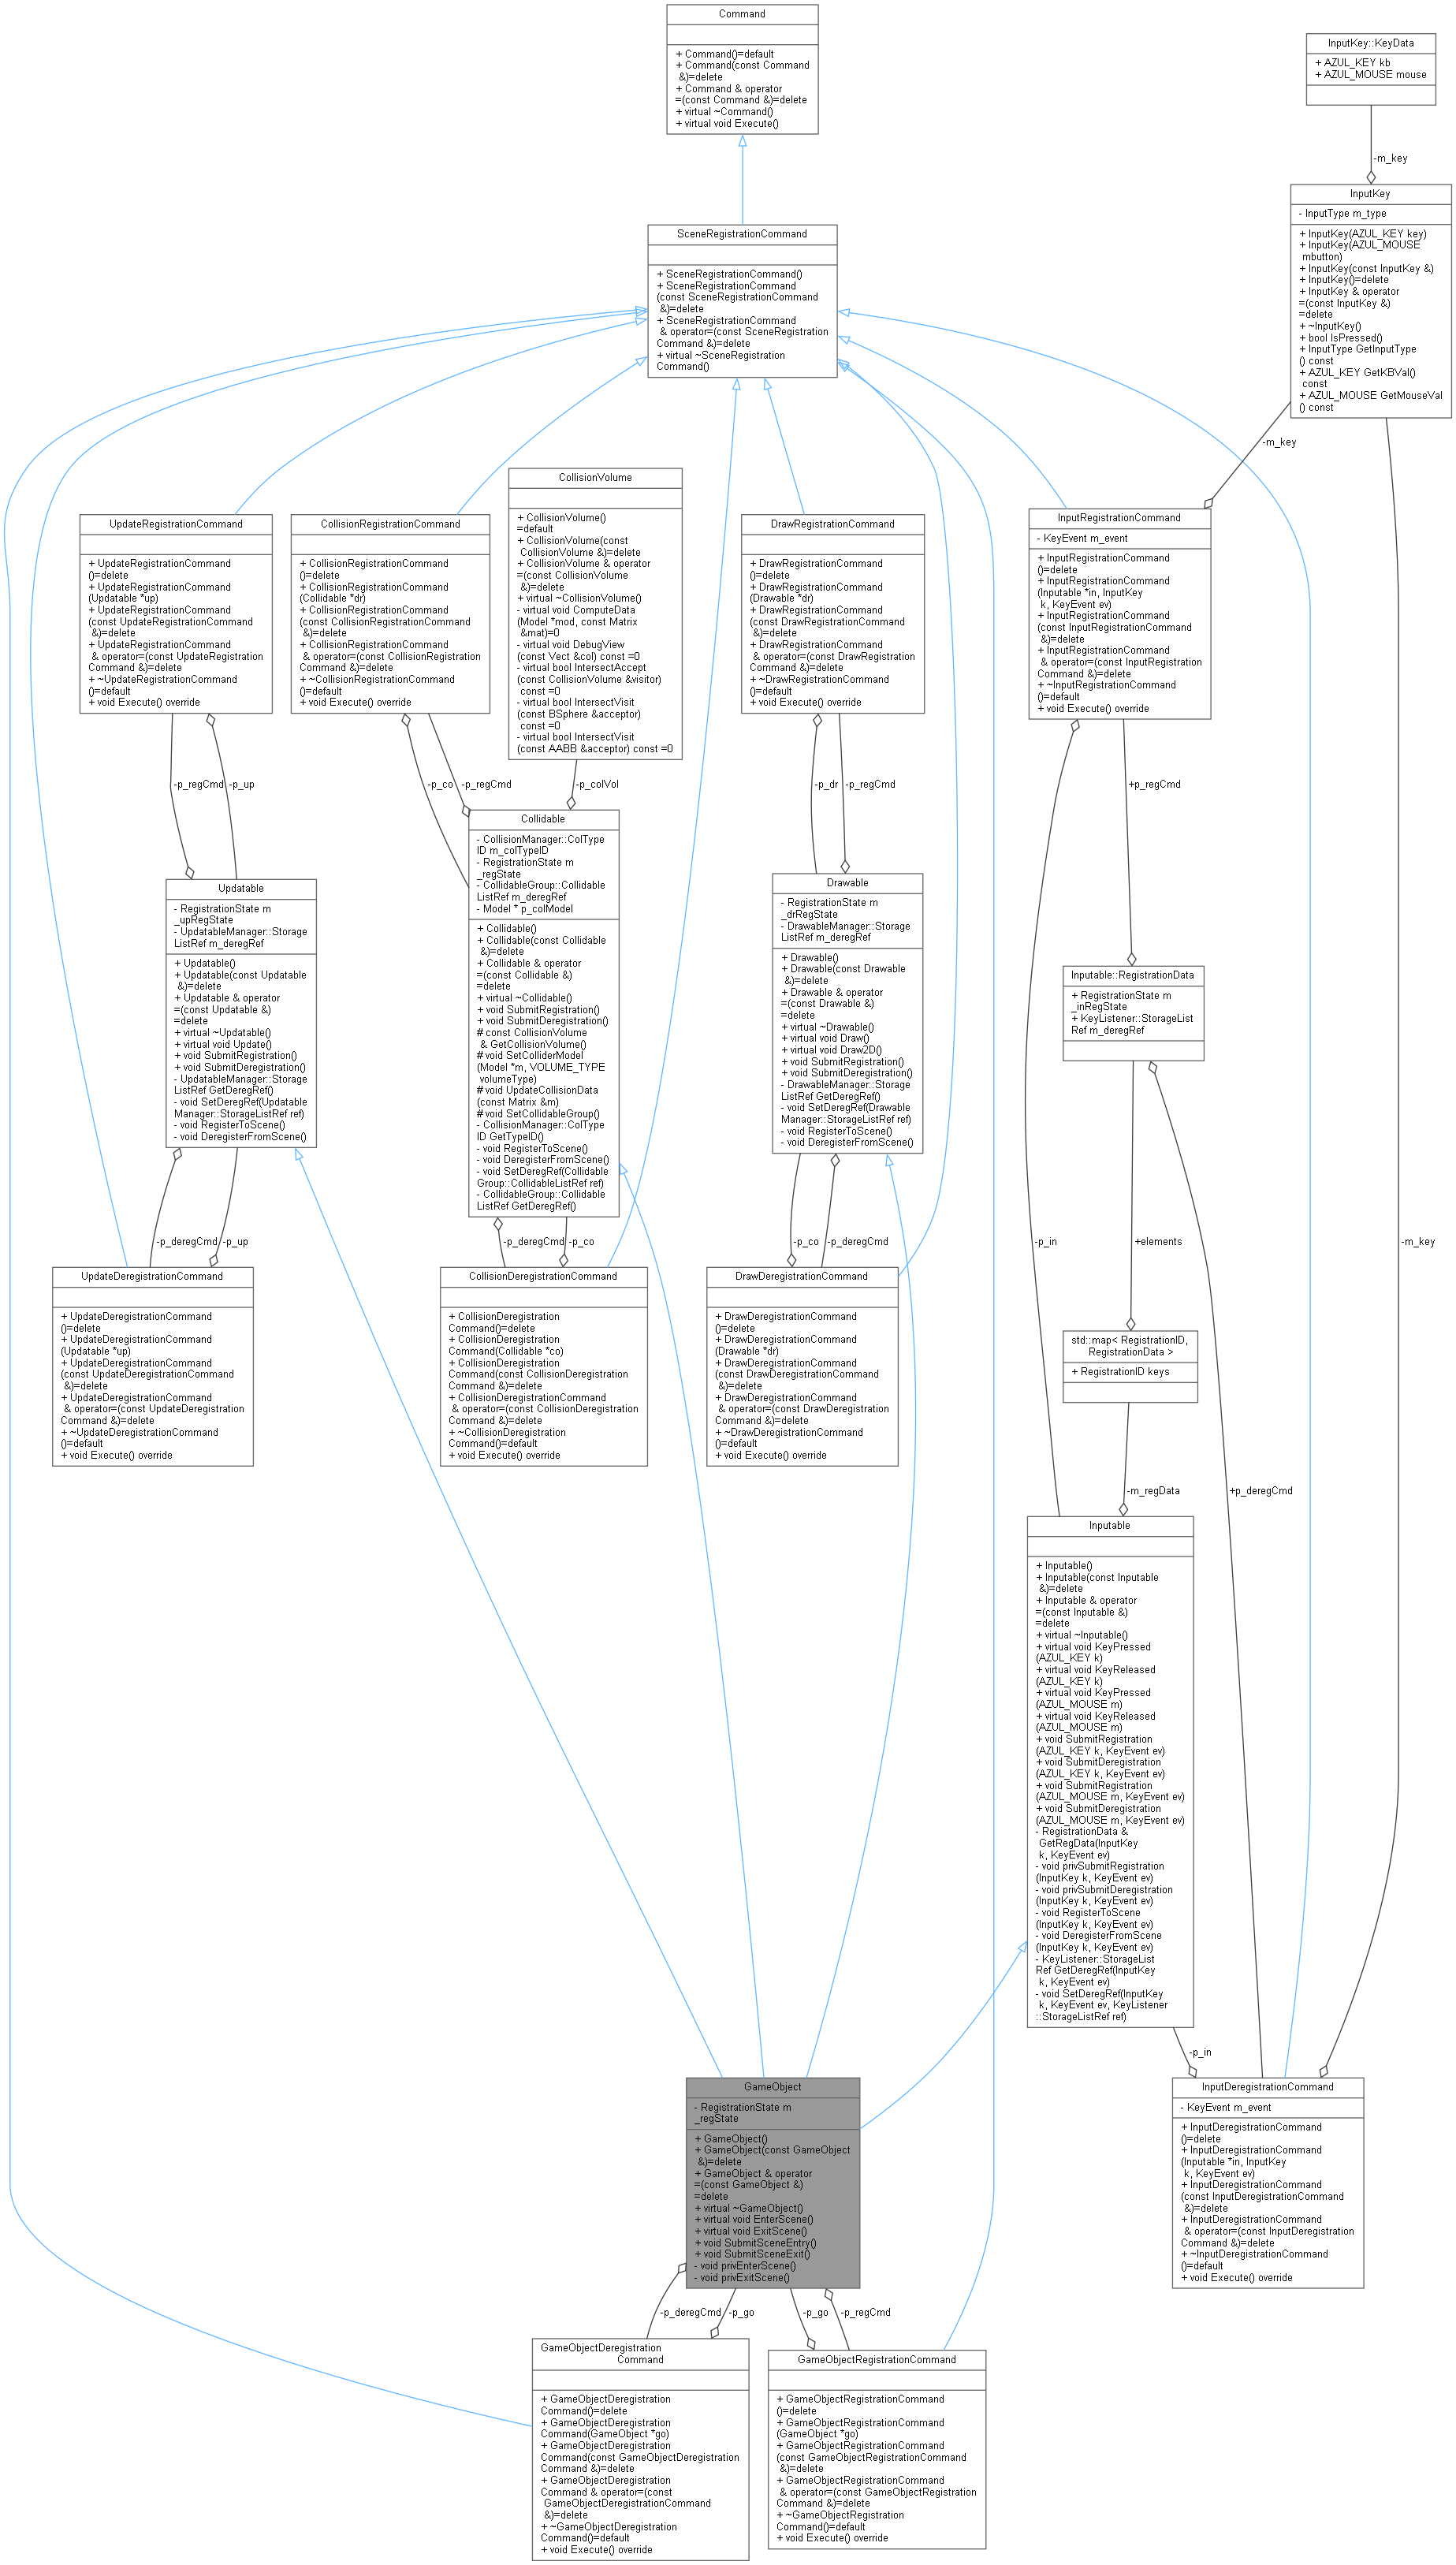 Command
+ Command()=default
+ Command(const Command
&)=delete
+ Command & operator
=(const Command &)=delete
+ virtual ~Command()
+ virtual void Execute()
InputKey::KeyData
+ AZUL_KEY kb
+ AZUL_MOUSE mouse
-m_key
InputKey
- InputType m_type
+ InputKey(AZUL_KEY key)
+ InputKey(AZUL_MOUSE
mbutton)
+ InputKey(const InputKey &)
+ InputKey()=delete
+ InputKey & operator
=(const InputKey &)
=delete
+ ~InputKey()
+ bool IsPressed()
+ InputType GetInputType
() const
+ AZUL_KEY GetKBVal()
const
+ AZUL_MOUSE GetMouseVal
() const
SceneRegistrationCommand
+ SceneRegistrationCommand()
+ SceneRegistrationCommand
(const SceneRegistrationCommand
&)=delete
+ SceneRegistrationCommand
& operator=(const SceneRegistration
Command &)=delete
+ virtual ~SceneRegistration
Command()
-m_key
UpdateRegistrationCommand
+ UpdateRegistrationCommand
()=delete
+ UpdateRegistrationCommand
(Updatable *up)
+ UpdateRegistrationCommand
(const UpdateRegistrationCommand
&)=delete
+ UpdateRegistrationCommand
& operator=(const UpdateRegistration
Command &)=delete
+ ~UpdateRegistrationCommand
()=default
+ void Execute() override
CollisionRegistrationCommand
+ CollisionRegistrationCommand
()=delete
+ CollisionRegistrationCommand
(Collidable *dr)
+ CollisionRegistrationCommand
(const CollisionRegistrationCommand
&)=delete
+ CollisionRegistrationCommand
& operator=(const CollisionRegistration
Command &)=delete
+ ~CollisionRegistrationCommand
()=default
+ void Execute() override
CollisionVolume
+ CollisionVolume()
=default
+ CollisionVolume(const
CollisionVolume &)=delete
+ CollisionVolume & operator
=(const CollisionVolume
&)=delete
+ virtual ~CollisionVolume()
- virtual void ComputeData
(Model *mod, const Matrix
&mat)=0
- virtual void DebugView
(const Vect &col) const =0
- virtual bool IntersectAccept
(const CollisionVolume &visitor)
const =0
- virtual bool IntersectVisit
(const BSphere &acceptor)
const =0
- virtual bool IntersectVisit
(const AABB &acceptor) const =0
DrawRegistrationCommand
+ DrawRegistrationCommand
()=delete
+ DrawRegistrationCommand
(Drawable *dr)
+ DrawRegistrationCommand
(const DrawRegistrationCommand
&)=delete
+ DrawRegistrationCommand
& operator=(const DrawRegistration
Command &)=delete
+ ~DrawRegistrationCommand
()=default
+ void Execute() override
InputRegistrationCommand
- KeyEvent m_event
+ InputRegistrationCommand
()=delete
+ InputRegistrationCommand
(Inputable *in, InputKey
k, KeyEvent ev)
+ InputRegistrationCommand
(const InputRegistrationCommand
&)=delete
+ InputRegistrationCommand
& operator=(const InputRegistration
Command &)=delete
+ ~InputRegistrationCommand
()=default
+ void Execute() override
-p_regCmd
-p_up
-p_co
-p_regCmd
-p_colVol
-p_dr
-p_regCmd
+p_regCmd
Updatable
- RegistrationState m
_upRegState
- UpdatableManager::Storage
ListRef m_deregRef
+ Updatable()
+ Updatable(const Updatable
&)=delete
+ Updatable & operator
=(const Updatable &)
=delete
+ virtual ~Updatable()
+ virtual void Update()
+ void SubmitRegistration()
+ void SubmitDeregistration()
- UpdatableManager::Storage
ListRef GetDeregRef()
- void SetDeregRef(Updatable
Manager::StorageListRef ref)
- void RegisterToScene()
- void DeregisterFromScene()
Collidable
- CollisionManager::ColType
ID m_colTypeID
- RegistrationState m
_regState
- CollidableGroup::Collidable
ListRef m_deregRef
- Model * p_colModel
+ Collidable()
+ Collidable(const Collidable
&)=delete
+ Collidable & operator
=(const Collidable &)
=delete
+ virtual ~Collidable()
+ void SubmitRegistration()
+ void SubmitDeregistration()
# const CollisionVolume
& GetCollisionVolume()
# void SetColliderModel
(Model *m, VOLUME_TYPE
volumeType)
# void UpdateCollisionData
(const Matrix &m)
# void SetCollidableGroup()
- CollisionManager::ColType
ID GetTypeID()
- void RegisterToScene()
- void DeregisterFromScene()
- void SetDeregRef(Collidable
Group::CollidableListRef ref)
- CollidableGroup::Collidable
ListRef GetDeregRef()
Drawable
- RegistrationState m
_drRegState
- DrawableManager::Storage
ListRef m_deregRef
+ Drawable()
+ Drawable(const Drawable
&)=delete
+ Drawable & operator
=(const Drawable &)
=delete
+ virtual ~Drawable()
+ virtual void Draw()
+ virtual void Draw2D()
+ void SubmitRegistration()
+ void SubmitDeregistration()
- DrawableManager::Storage
ListRef GetDeregRef()
- void SetDeregRef(Drawable
Manager::StorageListRef ref)
- void RegisterToScene()
- void DeregisterFromScene()
Inputable::RegistrationData
+ RegistrationState m
_inRegState
+ KeyListener::StorageList
Ref m_deregRef
-p_deregCmd
-p_up
-p_deregCmd
-p_co
-p_co
-p_deregCmd
-p_in
+elements
-m_key
UpdateDeregistrationCommand
+ UpdateDeregistrationCommand
()=delete
+ UpdateDeregistrationCommand
(Updatable *up)
+ UpdateDeregistrationCommand
(const UpdateDeregistrationCommand
&)=delete
+ UpdateDeregistrationCommand
& operator=(const UpdateDeregistration
Command &)=delete
+ ~UpdateDeregistrationCommand
()=default
+ void Execute() override
CollisionDeregistrationCommand
+ CollisionDeregistration
Command()=delete
+ CollisionDeregistration
Command(Collidable *co)
+ CollisionDeregistration
Command(const CollisionDeregistration
Command &)=delete
+ CollisionDeregistrationCommand
& operator=(const CollisionDeregistration
Command &)=delete
+ ~CollisionDeregistration
Command()=default
+ void Execute() override
DrawDeregistrationCommand
+ DrawDeregistrationCommand
()=delete
+ DrawDeregistrationCommand
(Drawable *dr)
+ DrawDeregistrationCommand
(const DrawDeregistrationCommand
&)=delete
+ DrawDeregistrationCommand
& operator=(const DrawDeregistration
Command &)=delete
+ ~DrawDeregistrationCommand
()=default
+ void Execute() override
std::map< RegistrationID,
RegistrationData >
+ RegistrationID keys
-m_regData
+p_deregCmd
Inputable
+ Inputable()
+ Inputable(const Inputable
&)=delete
+ Inputable & operator
=(const Inputable &)
=delete
+ virtual ~Inputable()
+ virtual void KeyPressed
(AZUL_KEY k)
+ virtual void KeyReleased
(AZUL_KEY k)
+ virtual void KeyPressed
(AZUL_MOUSE m)
+ virtual void KeyReleased
(AZUL_MOUSE m)
+ void SubmitRegistration
(AZUL_KEY k, KeyEvent ev)
+ void SubmitDeregistration
(AZUL_KEY k, KeyEvent ev)
+ void SubmitRegistration
(AZUL_MOUSE m, KeyEvent ev)
+ void SubmitDeregistration
(AZUL_MOUSE m, KeyEvent ev)
- RegistrationData &
GetRegData(InputKey
k, KeyEvent ev)
- void privSubmitRegistration
(InputKey k, KeyEvent ev)
- void privSubmitDeregistration
(InputKey k, KeyEvent ev)
- void RegisterToScene
(InputKey k, KeyEvent ev)
- void DeregisterFromScene
(InputKey k, KeyEvent ev)
- KeyListener::StorageList
Ref GetDeregRef(InputKey
k, KeyEvent ev)
- void SetDeregRef(InputKey
k, KeyEvent ev, KeyListener
::StorageListRef ref)
-p_in
GameObject
- RegistrationState m
_regState
+ GameObject()
+ GameObject(const GameObject
&)=delete
+ GameObject & operator
=(const GameObject &)
=delete
+ virtual ~GameObject()
+ virtual void EnterScene()
+ virtual void ExitScene()
+ void SubmitSceneEntry()
+ void SubmitSceneExit()
- void privEnterScene()
- void privExitScene()
InputDeregistrationCommand
- KeyEvent m_event
+ InputDeregistrationCommand
()=delete
+ InputDeregistrationCommand
(Inputable *in, InputKey
k, KeyEvent ev)
+ InputDeregistrationCommand
(const InputDeregistrationCommand
&)=delete
+ InputDeregistrationCommand
& operator=(const InputDeregistration
Command &)=delete
+ ~InputDeregistrationCommand
()=default
+ void Execute() override
-p_deregCmd
-p_go
-p_go
-p_regCmd
GameObjectDeregistration
Command
+ GameObjectDeregistration
Command()=delete
+ GameObjectDeregistration
Command(GameObject *go)
+ GameObjectDeregistration
Command(const GameObjectDeregistration
Command &)=delete
+ GameObjectDeregistration
Command & operator=(const
GameObjectDeregistrationCommand
&)=delete
+ ~GameObjectDeregistration
Command()=default
+ void Execute() override
GameObjectRegistrationCommand
+ GameObjectRegistrationCommand
()=delete
+ GameObjectRegistrationCommand
(GameObject *go)
+ GameObjectRegistrationCommand
(const GameObjectRegistrationCommand
&)=delete
+ GameObjectRegistrationCommand
& operator=(const GameObjectRegistration
Command &)=delete
+ ~GameObjectRegistration
Command()=default
+ void Execute() override